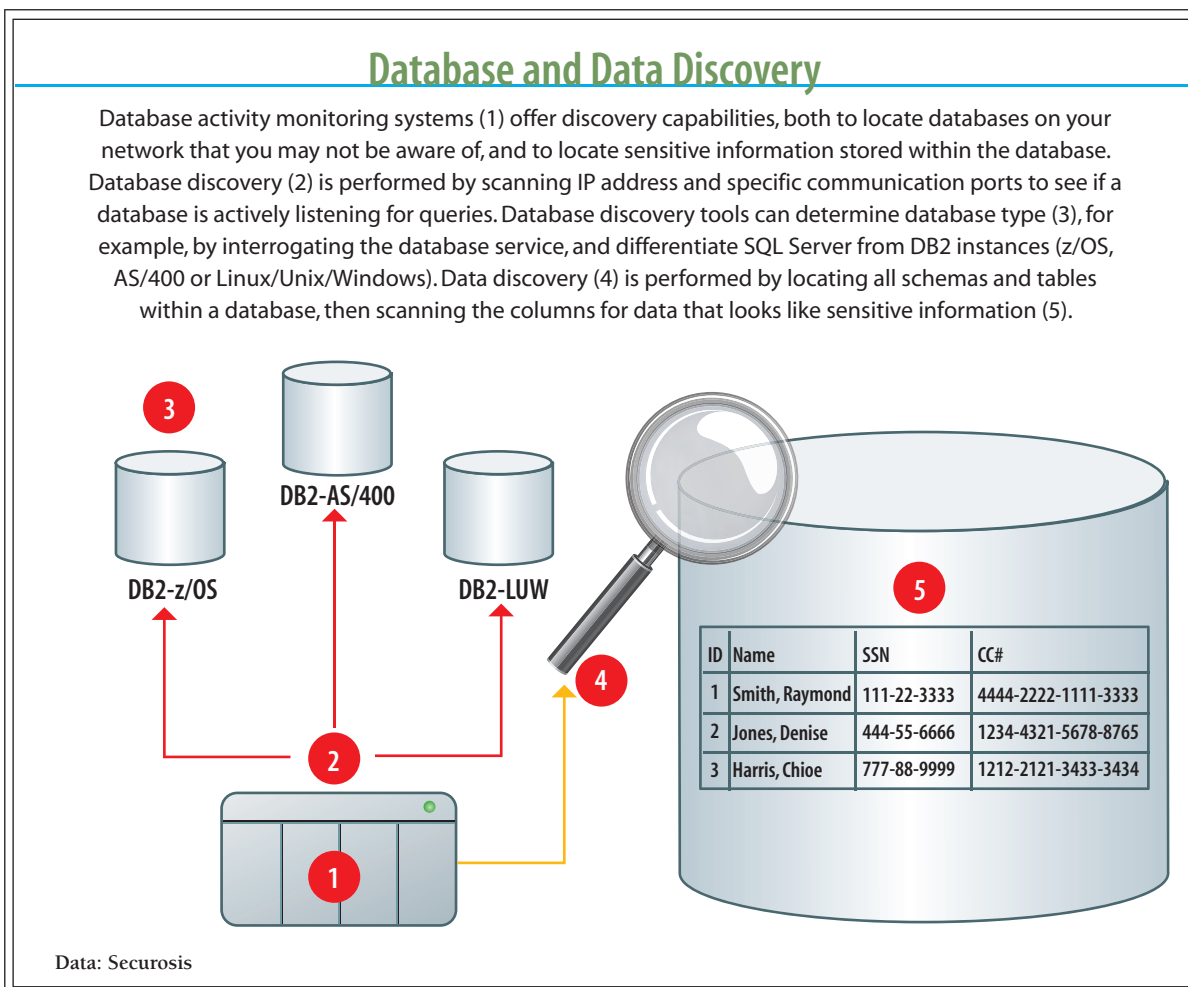 Database and Data Discovery
Database activity monitoring systems (1) offer discovery capabilities, both to locate databases on your
network that you may not be aware of, and to locate sensitive information stored within the database.
Database discovery (2) is performed by scanning IP address and specific communication ports to see if a
database is actively listening for queries. Database discovery tools can determine database type (3), for
example, by interrogating the database service, and differentiate SQL Server from DB2 instances (z/OS,
AS/400 or Linux/Unix/Windows). Data discovery (4) is performed by locating all schemas and tables
within a database, then scanning the columns for data that looks like sensitive information (5).
3
DB2-AS/400
DB2-z/OS
DB2-LUW
5
ID Name SSN CC#
1 Smith, Raymond 111-22-3333 4444-2222-1111-3333
2 Jones, Denise 444-55-6666 1234-4321-5678-8765
3 Harris, Chioe 777-88-9999 1212-2121-3433-3434
4
2
1
Data: Securosis